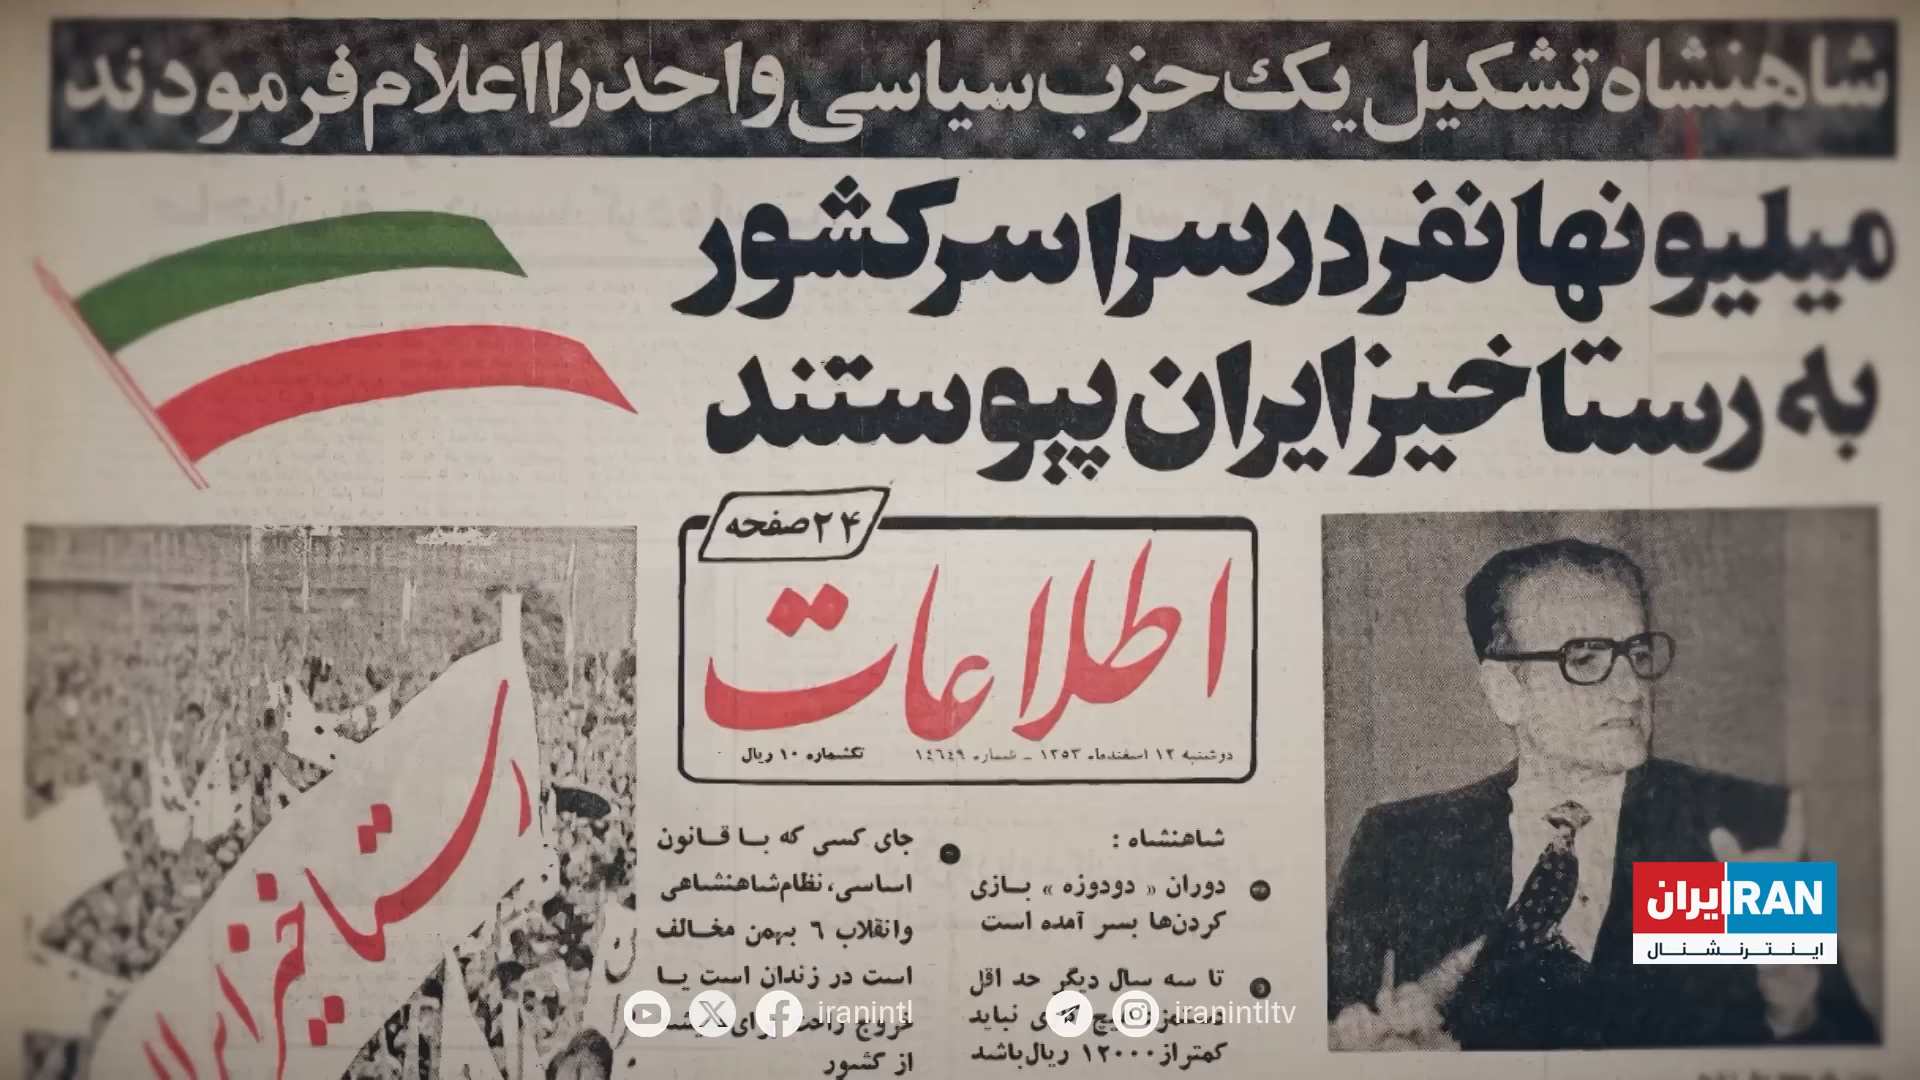 شاهنشاه تشکیل یک حزب سیاسی واحد را اعلام فرمودند
میلیونها نفر در سراسر کشور
به رستاخیز ایران پیوستند
۲۴ صفحه
اطلاعات
دوشنبه ۱۲ اسفندماه ۱۳۵۳ - شماره ۱۴۶۴۹
تکشماره ۱۰ ریال
شاهنشاه :
دوران « دودوزه » بازی
کردن‌ها بسر آمده است
تا سه سال دیگر حد اقل
نباید
کمتر از ۱۲۰۰۰ ریال باشد
جای کسی که با قانون
اساسی، نظام شاهنشاهی
وانقلاب ۶ بهمن مخالف
است در زندان است یا
خروج
از کشور
ستاخیز ایرا
ایران IRAN
اینترنشنال
iranintl
iranintltv